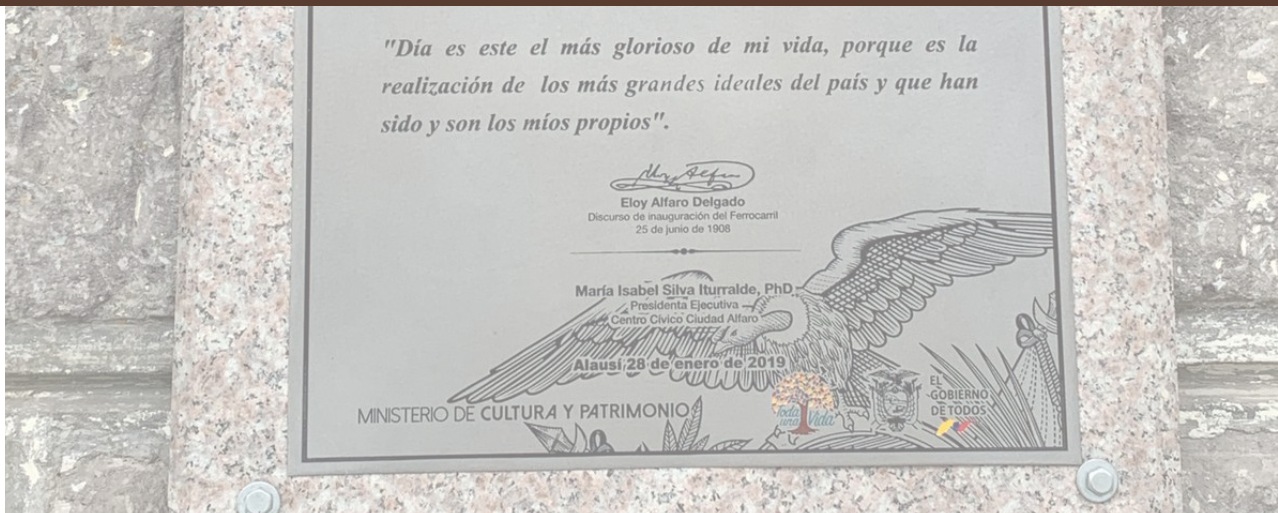 "Día es este el más glorioso de mi vida, porque es la
realización de los más grandes ideales del país y que han
sido y son los míos propios".
Eloy Alfaro Delgado
Discurso de inauguración del Ferrocarril
25 de junio de 1908
María Isabel Silva Iturralde, PhD
Presidenta Ejecutiva
Centro Cívico Ciudad Alfaro
Alausí, 28 de enero de 2019
MINISTERIO DE CULTURA Y PATRIMONIO
Toda
una Vida
EL
GOBIERNO
DE TODOS